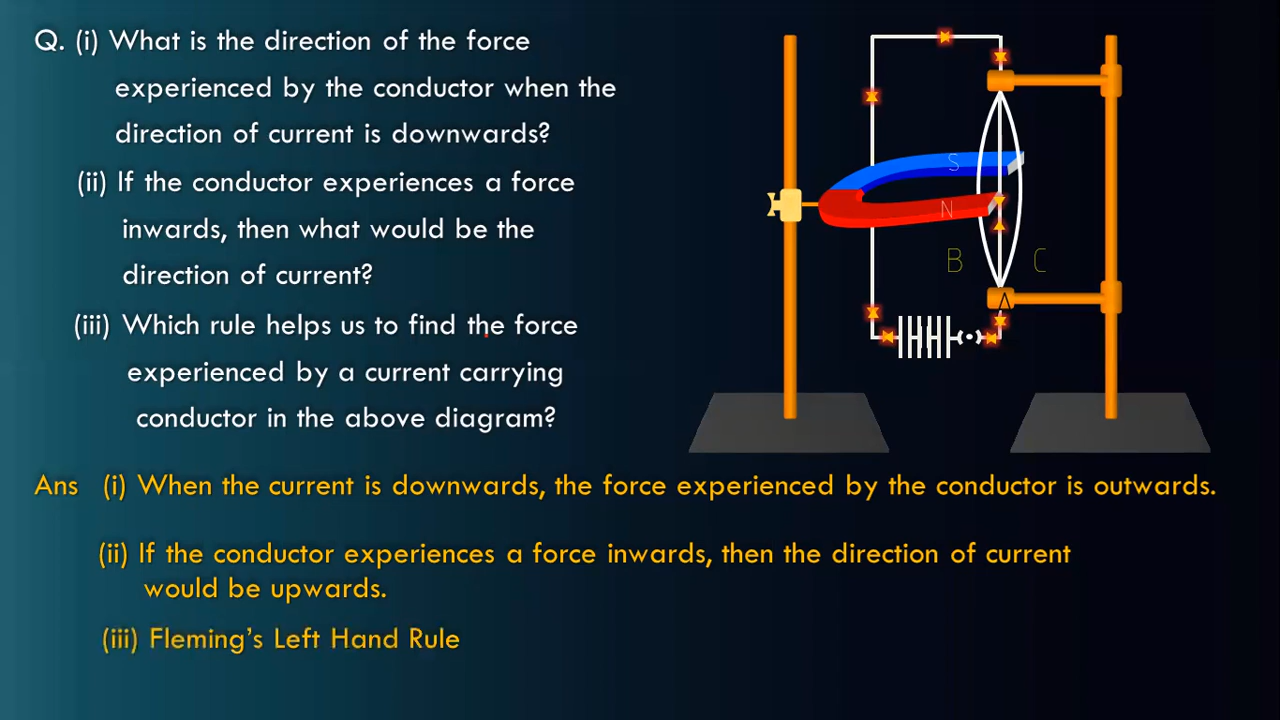 Q. (i) What is the direction of the force
experienced by the conductor when the
direction of current is downwards?
(ii) If the conductor experiences a force
inwards, then what would be the
direction of current?
(iii) Which rule helps us to find the force
experienced by a current carrying
conductor in the above diagram?
S
N
B C
A
Ans (i) When the current is downwards, the force experienced by the conductor is outwards.
(ii) If the conductor experiences a force inwards, then the direction of current
would be upwards.
(iii) Fleming's Left Hand Rule